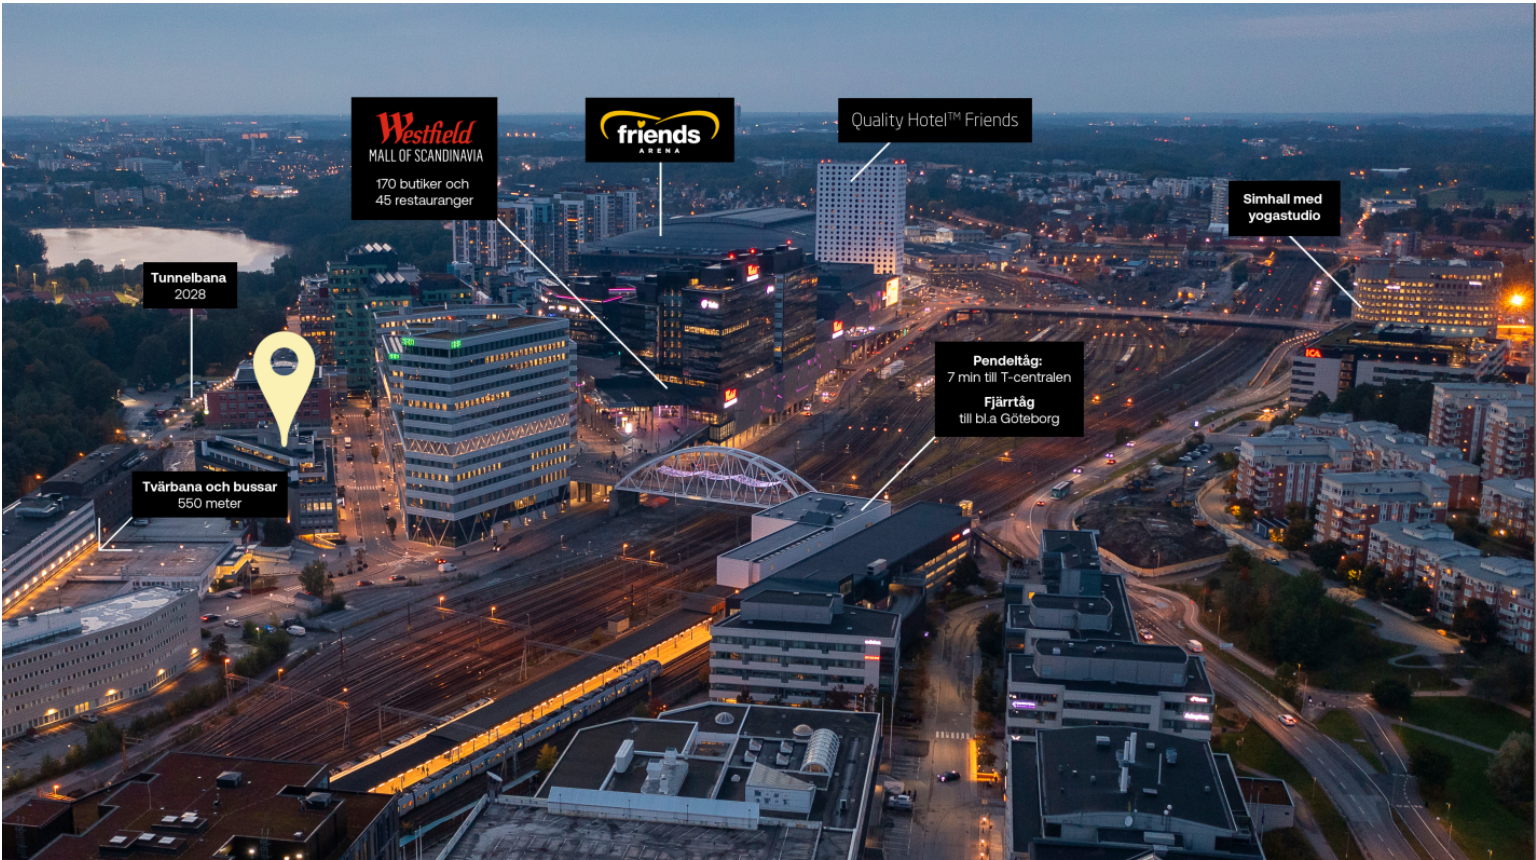 Westfield
MALL OF SCANDINAVIA
170 butiker och
45 restauranger
friends
ARENA
Quality Hotel™ Friends
Simhall med
yogastudio
Tunnelbana
2028
Pendeltåg:
7 min till T-centralen
Fjärrtåg
till bl.a Göteborg
Tvärbana och bussar
550 meter
ICA